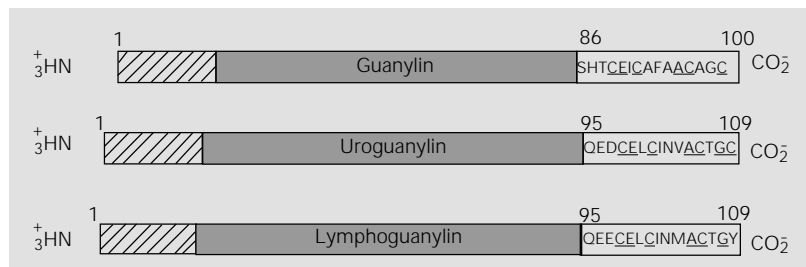 1 86 100
+
3HN Guanylin SHTCEICAFAACAGC CO2-
1 95 109
+
3HN Uroguanylin QEDCELCINVACTGC CO2-
1 95 109
+
3HN Lymphoguanylin QEECELCINMACTGY CO2-